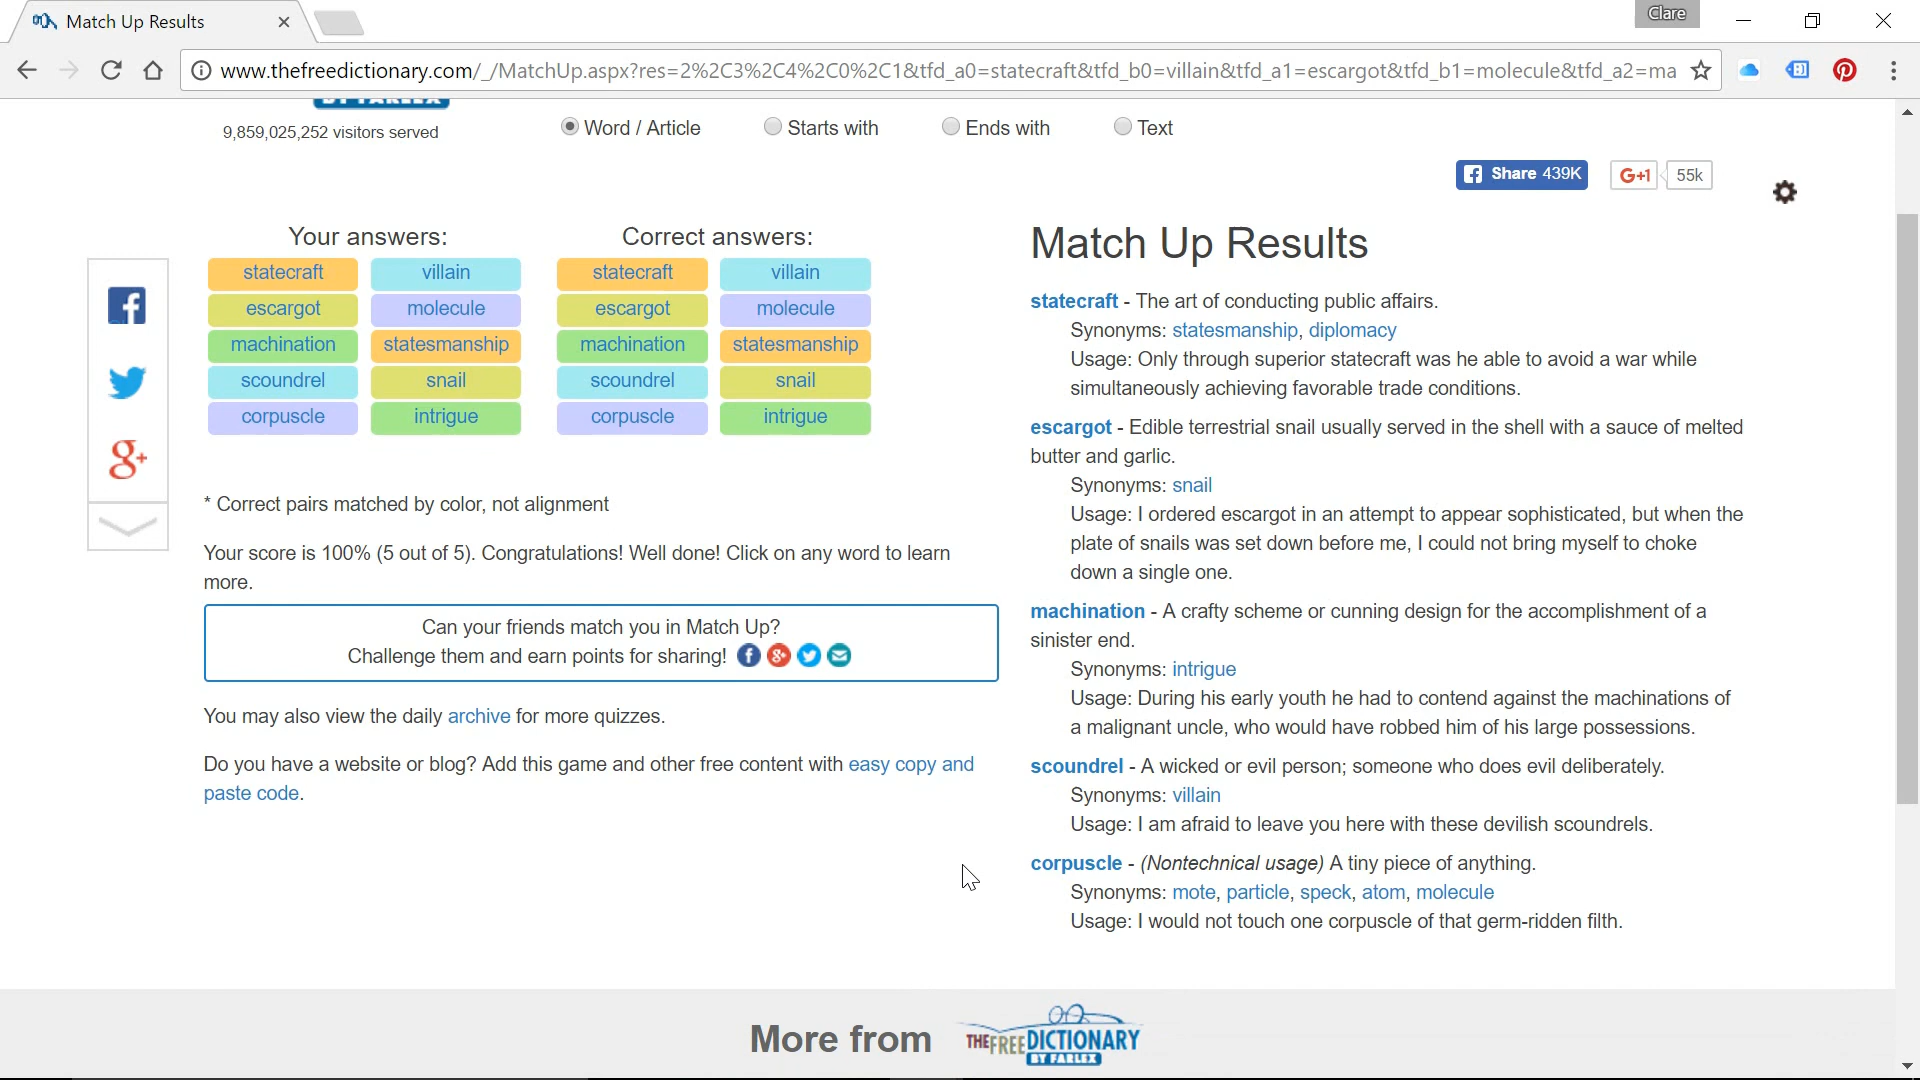 Match Up Results
Clare
www.thefreedictionary.com/_/MatchUp.aspx?res=2%2C3%2C4%2C0%2C1&tfd_a0=statecraft&tfd_b0=villain&tfd_a1=escargot&tfd_b1=molecule&tfd_a2=ma
BY FARLEX
9,859,025,252 visitors served
Word / Article
Starts with
Ends with
Text
Share 439K
G+1
55k
Your answers:
Correct answers:
statecraft villain statecraft villain
escargot molecule escargot molecule
machination statesmanship machination statesmanship
scoundrel snail scoundrel snail
corpuscle intrigue corpuscle intrigue
* Correct pairs matched by color, not alignment
Your score is 100% (5 out of 5). Congratulations! Well done! Click on any word to learn
more.
Can your friends match you in Match Up?
Challenge them and earn points for sharing!
You may also view the daily archive for more quizzes.
Do you have a website or blog? Add this game and other free content with easy copy and
paste code.
Match Up Results
statecraft - The art of conducting public affairs.
Synonyms: statesmanship, diplomacy
Usage: Only through superior statecraft was he able to avoid a war while
simultaneously achieving favorable trade conditions.
escargot - Edible terrestrial snail usually served in the shell with a sauce of melted
butter and garlic.
Synonyms: snail
Usage: I ordered escargot in an attempt to appear sophisticated, but when the
plate of snails was set down before me, I could not bring myself to choke
down a single one.
machination - A crafty scheme or cunning design for the accomplishment of a
sinister end.
Synonyms: intrigue
Usage: During his early youth he had to contend against the machinations of
a malignant uncle, who would have robbed him of his large possessions.
scoundrel - A wicked or evil person; someone who does evil deliberately.
Synonyms: villain
Usage: I am afraid to leave you here with these devilish scoundrels.
corpuscle - (Nontechnical usage) A tiny piece of anything.
Synonyms: mote, particle, speck, atom, molecule
Usage: I would not touch one corpuscle of that germ-ridden filth.
More from
THE FREE DICTIONARY
BY FARLEX